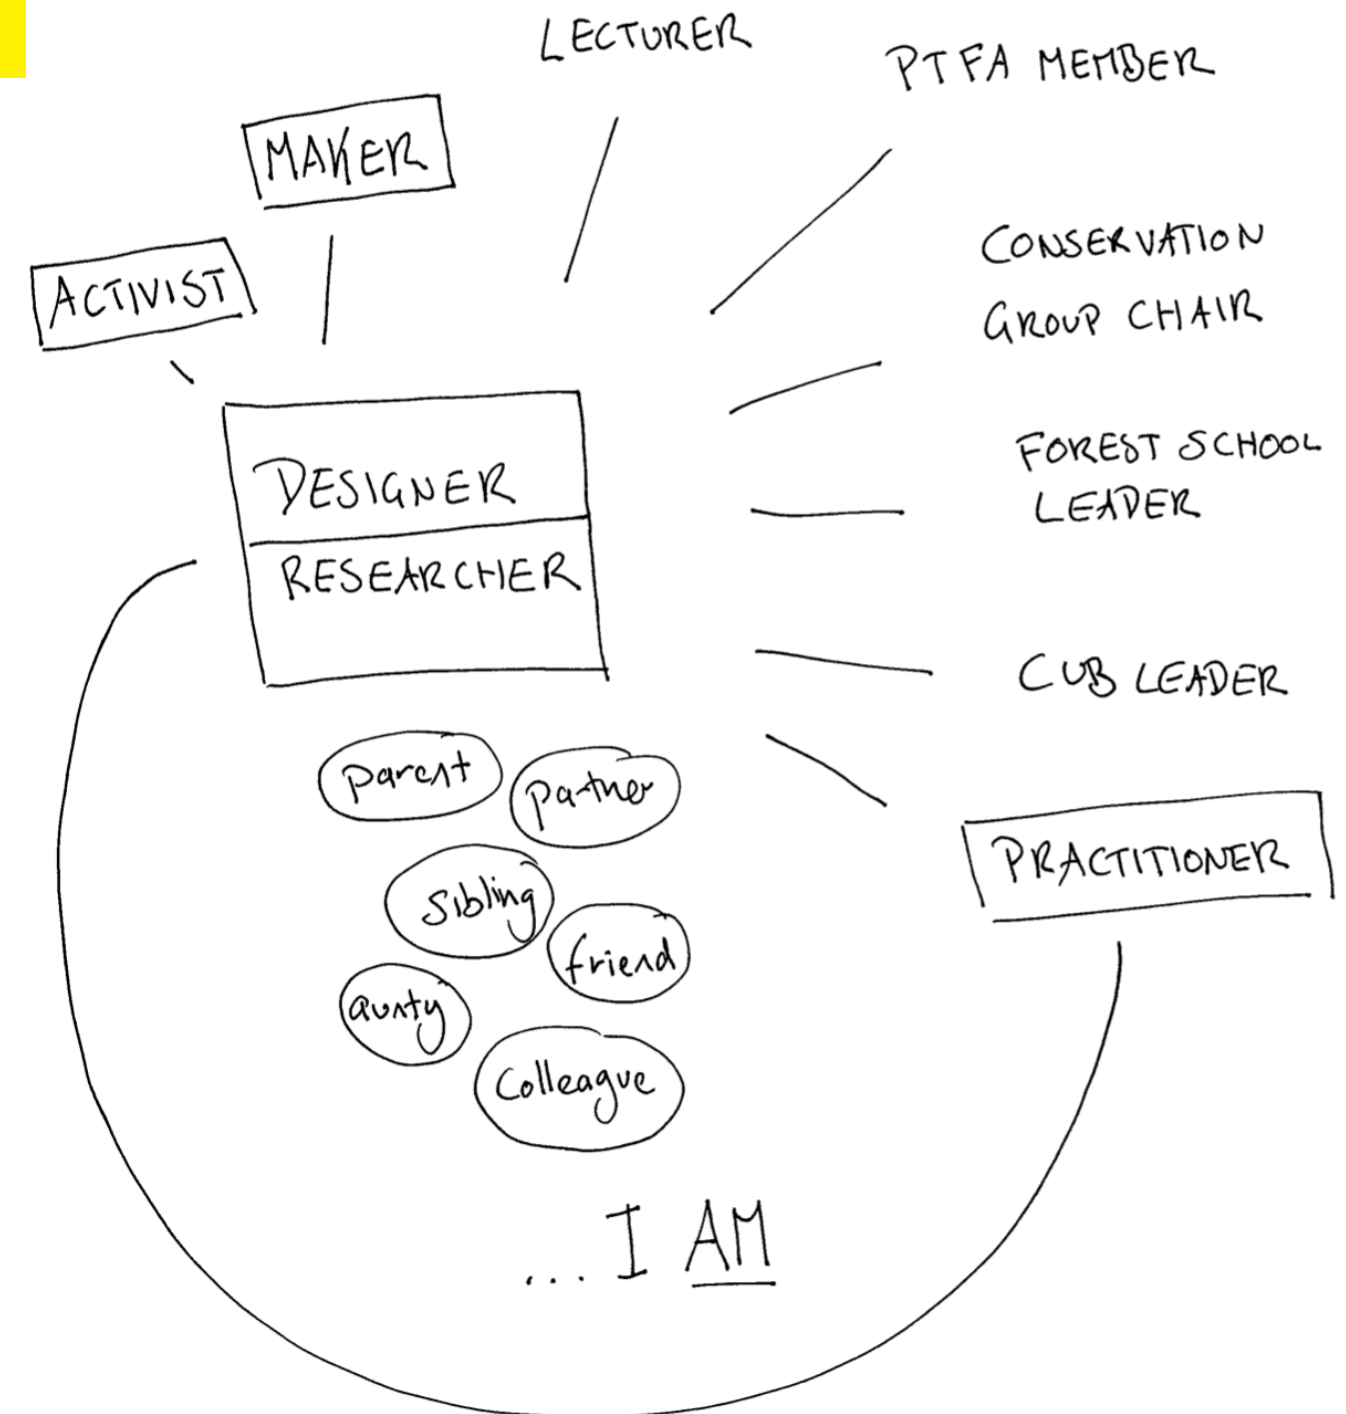 LECTURER
PTFA MEMBER
MAKER
ACTIVIST
CONSERVATION
GROUP CHAIR
FOREST SCHOOL
LEADER
DESIGNER
RESEARCHER
CUB LEADER
parent
partner
PRACTITIONER
sibling
friend
aunty
Colleague
... I AM